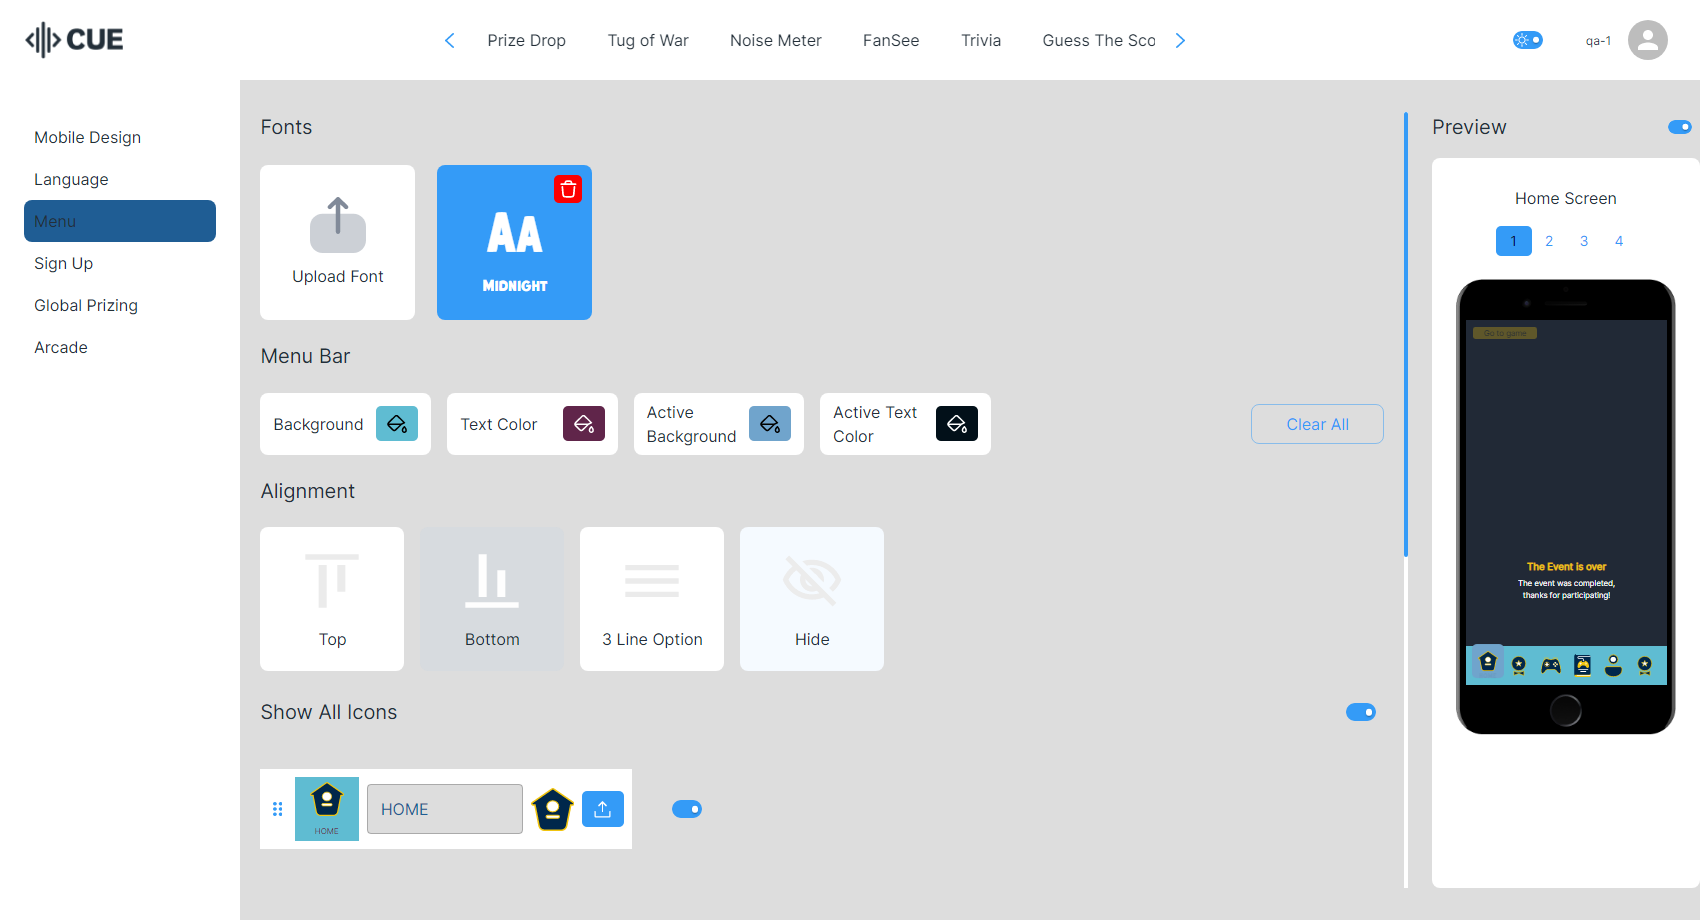 CUE
Prize Drop
Tug of War
Noise Meter
FanSee
Trivia
Guess The Sco
qa-1
Mobile Design
Language
Menu
Sign Up
Global Prizing
Arcade
Fonts
Upload Font
AA
MIDNIGHT
Menu Bar
Background
Text Color
Active
Background
Active Text
Color
Clear All
Alignment
Top
Bottom
3 Line Option
Hide
Show All Icons
HOME
HOME
Preview
Home Screen
1 2 3 4
Go to game
The Event is over
The event was completed,
thanks for participating!